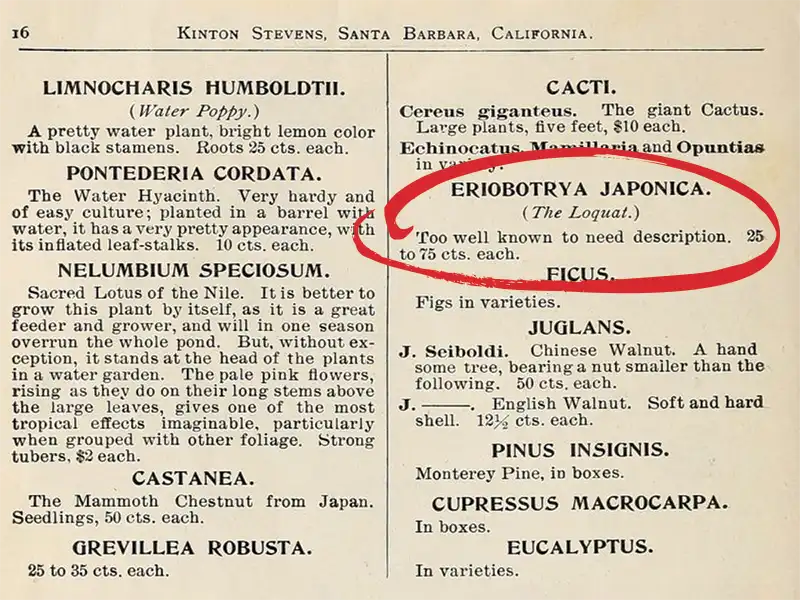 16
KINTON STEVENS, SANTA BARBARA, CALIFORNIA.
LIMNOCHARIS HUMBOLDTII.
(Water Poppy.)
A pretty water plant, bright lemon color
with black stamens. Roots 25 cts. each.
PONTEDERIA CORDATA.
The Water Hyacinth. Very hardy and
of easy culture; planted in a barrel with
water, it has a very pretty appearance, with
its inflated leaf-stalks. 10 cts. each.
NELUMBIUM SPECIOSUM.
Sacred Lotus of the Nile. It is better to
grow this plant by itself, as it is a great
feeder and grower, and will in one season
overrun the whole pond. But, without ex-
ception, it stands at the head of the plants
in a water garden. The pale pink flowers,
rising as they do on their long stems above
the large leaves, gives one of the most
tropical effects imaginable, particularly
when grouped with other foliage. Strong
tubers, $2 each.
CASTANEA.
The Mammoth Chestnut from Japan.
Seedlings, 50 cts. each.
GREVILLEA ROBUSTA.
25 to 35 cts. each.
CACTI.
Cereus giganteus. The giant Cactus.
Large plants, five feet, $10 each.
Echinocatus, Mamillaria and Opuntias
in variety.
ERIOBOTRYA JAPONICA.
(The Loquat.)
Too well known to need description. 25
to 75 cts. each.
FICUS.
Figs in varieties.
JUGLANS.
J. Seiboldi. Chinese Walnut. A hand
some tree, bearing a nut smaller than the
following. 50 cts. each.
J. ——. English Walnut. Soft and hard
shell. 12½ cts. each.
PINUS INSIGNIS.
Monterey Pine, in boxes.
CUPRESSUS MACROCARPA.
In boxes.
EUCALYPTUS.
In varieties.